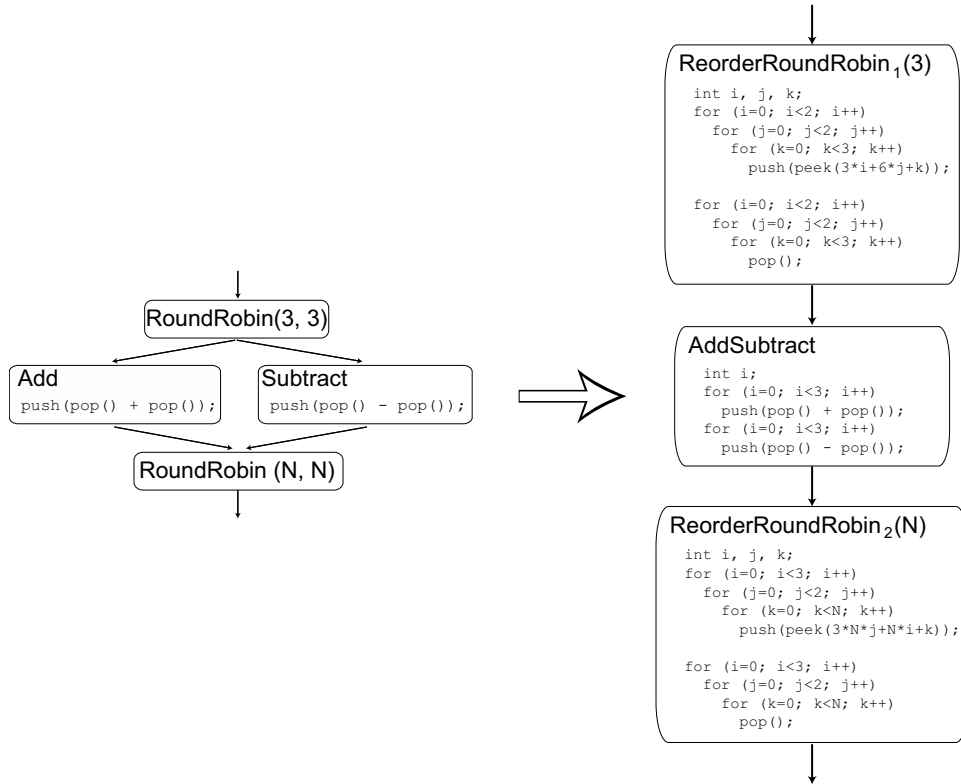 RoundRobin(3, 3)
Add
push(pop() + pop());
Subtract
push(pop() - pop());
RoundRobin (N, N)
ReorderRoundRobin1(3)
int i, j, k;
for (i=0; i<2; i++)
for (j=0; j<2; j++)
for (k=0; k<3; k++)
push(peek(3*i+6*j+k));
for (i=0; i<2; i++)
for (j=0; j<2; j++)
for (k=0; k<3; k++)
pop();
AddSubtract
int i;
for (i=0; i<3; i++)
push(pop() + pop());
for (i=0; i<3; i++)
push(pop() - pop());
ReorderRoundRobin2(N)
int i, j, k;
for (i=0; i<3; i++)
for (j=0; j<2; j++)
for (k=0; k<N; k++)
push(peek(3*N*j+N*i+k));
for (i=0; i<3; i++)
for (j=0; j<2; j++)
for (k=0; k<N; k++)
pop();